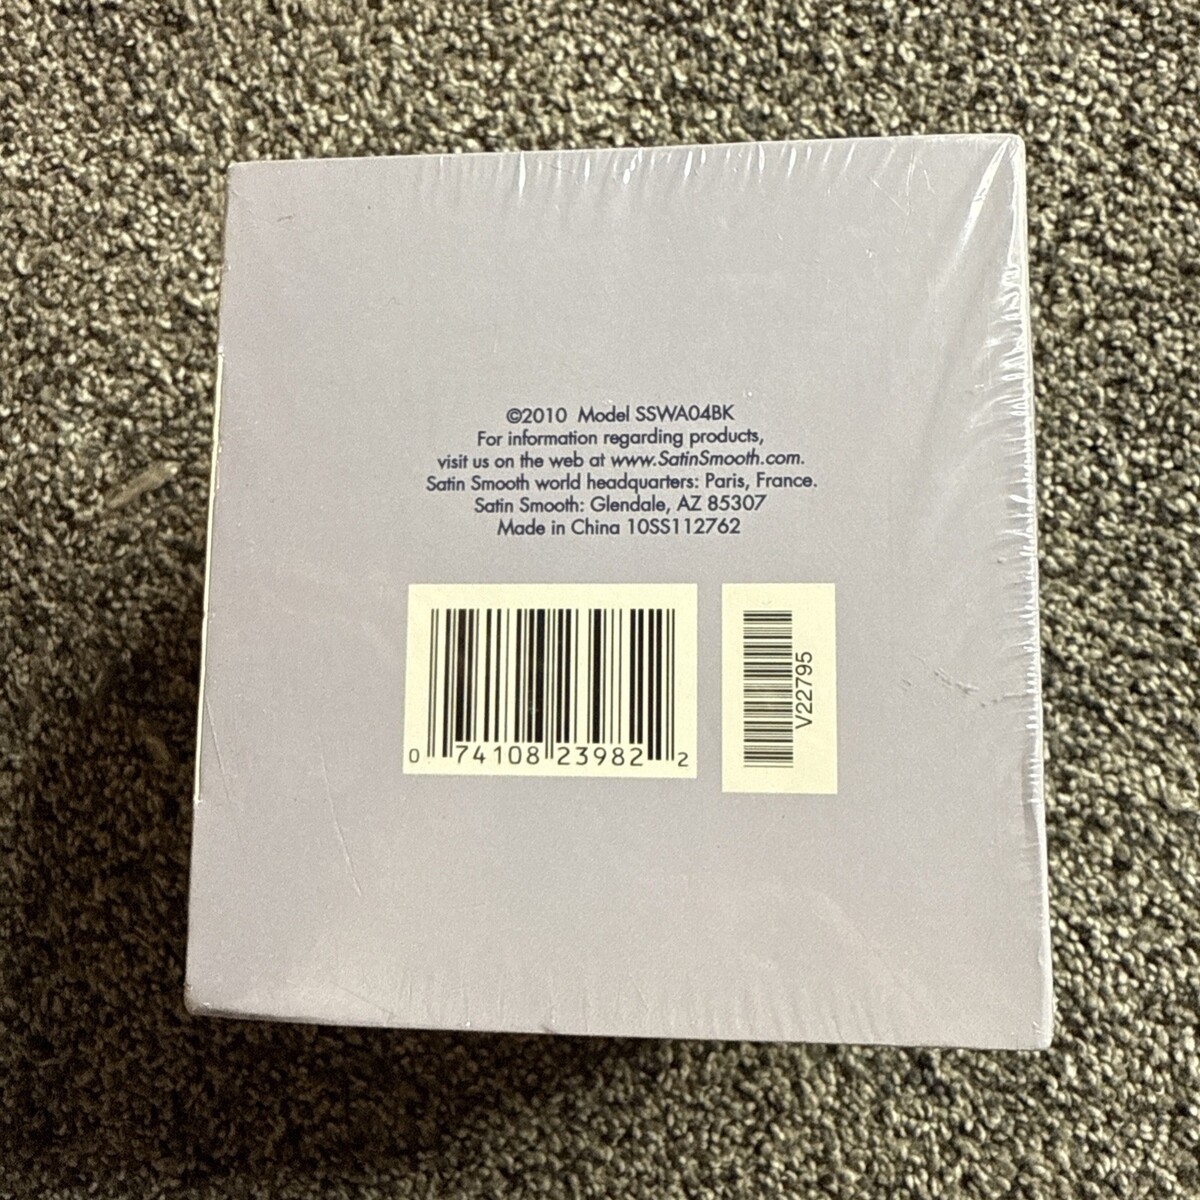 ©2010 Model SSWA04BK
For information regarding products,
visit us on the web at www.SatinSmooth.com.
Satin Smooth world headquarters: Paris, France.
Satin Smooth: Glendale, AZ 85307
Made in China 10SS112762
0 74108 23982 2
V22795